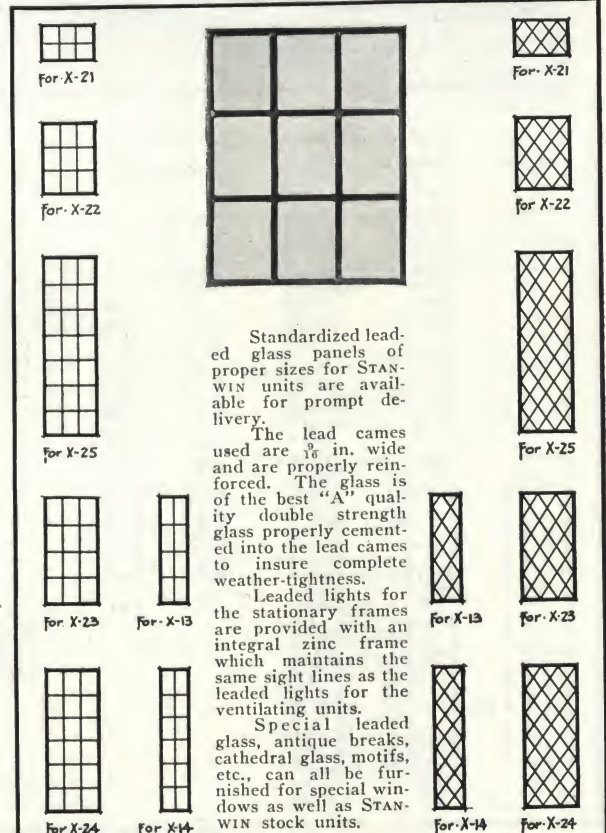 For·X-21
For·X-21
For·X-22
For X-22
For X-25
For·X-25
Standardized lead-
ed glass panels of
proper sizes for STAN-
WIN units are avail-
able for prompt de-
livery.
The lead cames
used are 9/16 in. wide
and are properly rein-
forced. The glass is
of the best “A” qual-
ity double strength
glass properly cement-
ed into the lead cames
to insure complete
weather-tightness.
Leaded lights for
the stationary frames
are provided with an
integral zinc frame
which maintains the
same sight lines as the
leaded lights for the
ventilating units.
Special leaded
glass, antique breaks,
cathedral glass, motifs,
etc., can all be fur-
nished for special win-
dows as well as STAN-
WIN stock units.
For X-23
For·X-13
For X-13
For·X-23
For X-24
For X-14
For·X-14
For·X-24